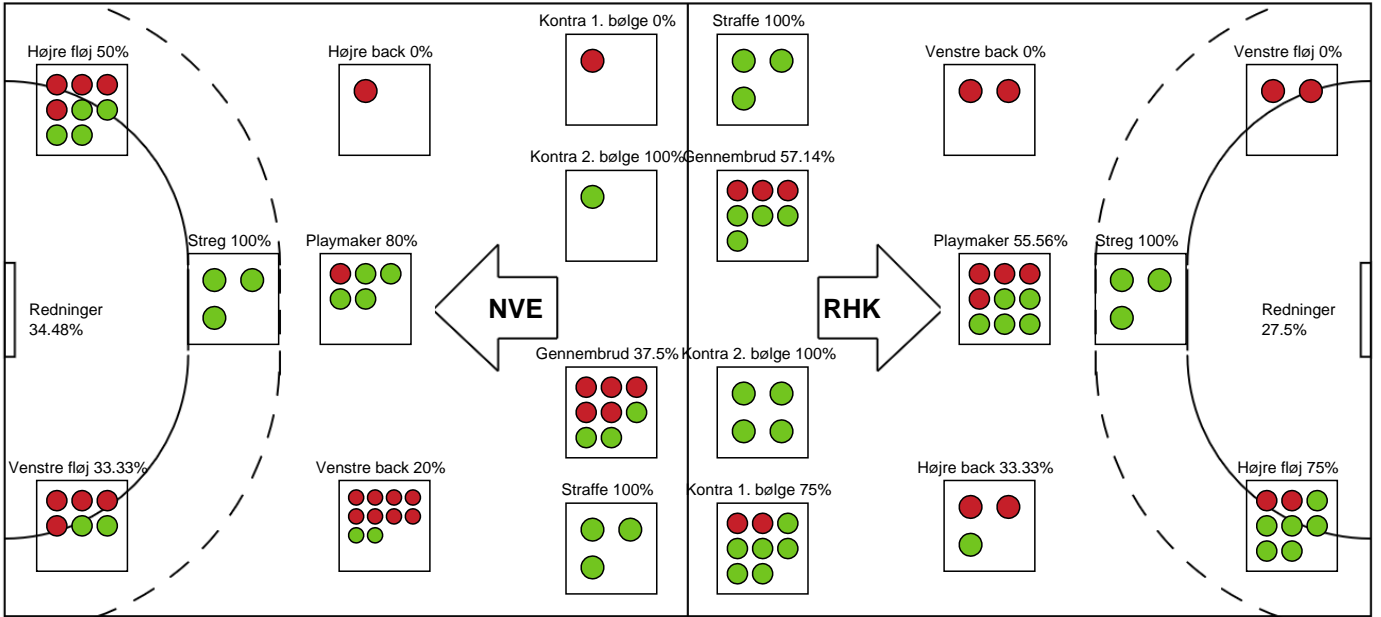 Kontra 1. bølge 0%
Straffe 100%
Højre fløj 50%
Højre back 0%
Venstre back 0%
Venstre fløj 0%
Kontra 2. bølge 100%
Gennembrud 57.14%
Streg 100%
Playmaker 80%
Playmaker 55.56%
Streg 100%
Redninger
34.48%
NVE
RHK
Redninger
27.5%
Gennembrud 37.5%
Kontra 2. bølge 100%
Venstre fløj 33.33%
Venstre back 20%
Straffe 100%
Kontra 1. bølge 75%
Højre back 33.33%
Højre fløj 75%